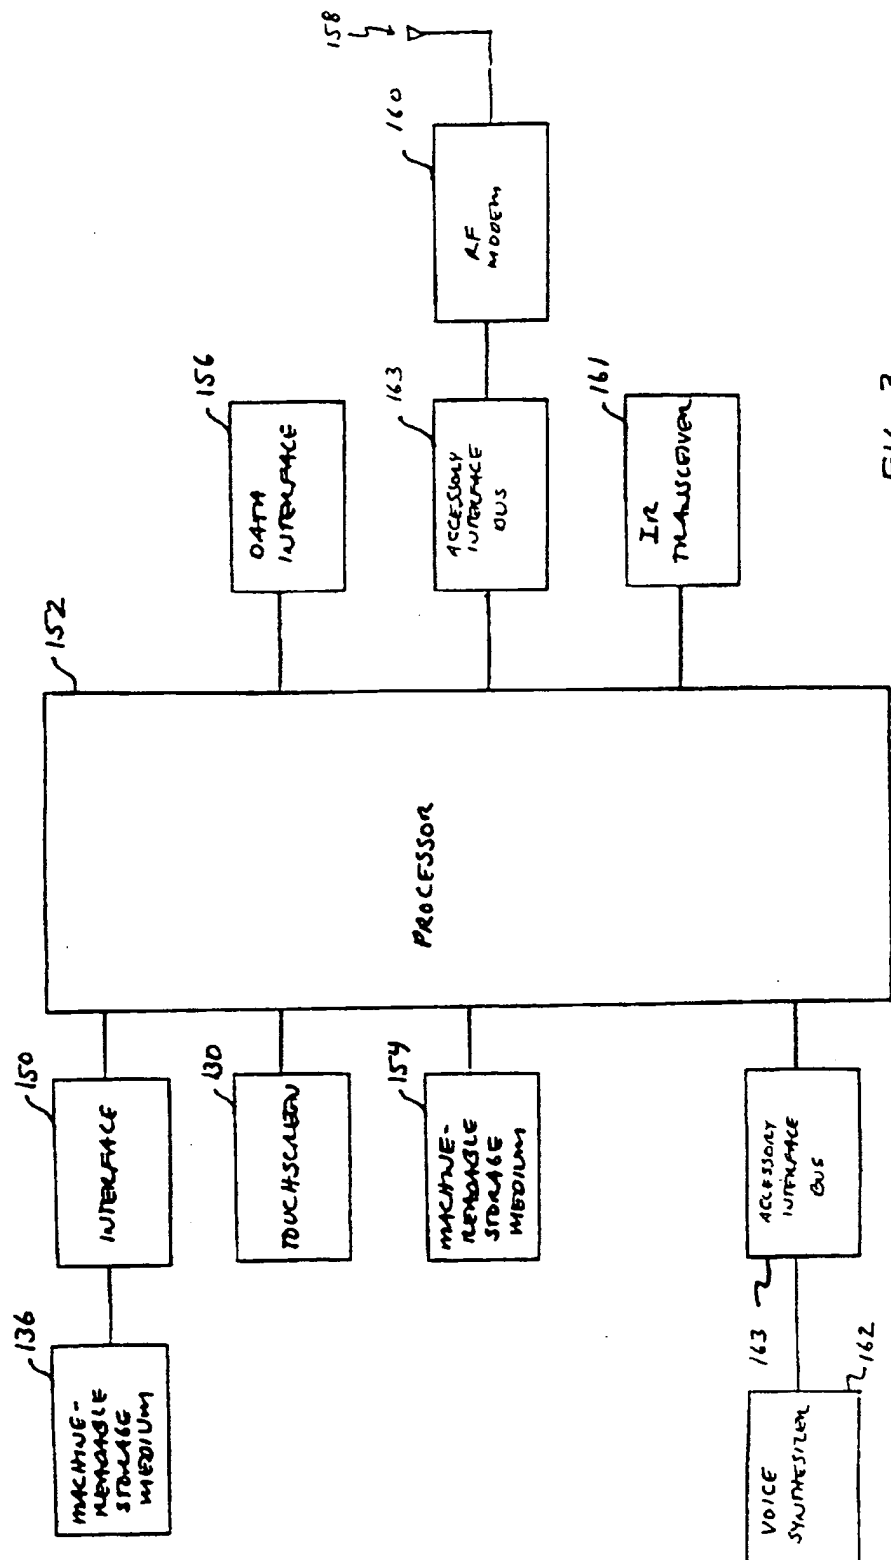 136
MACHINE-
READABLE
STORAGE
MEDIUM
150
INTERFACE
130
TOUCHSCREEN
154
MACHINE-
READABLE
STORAGE
MEDIUM
162
VOICE
SYNTHESIZER
163
ACCESSORY
INTERFACE
BUS
152
PROCESSOR
156
DATA
INTERFACE
163
ACCESSORY
INTERFACE
BUS
161
IR
TRANSCEIVER
160
RF
MODEM
158
FIG.